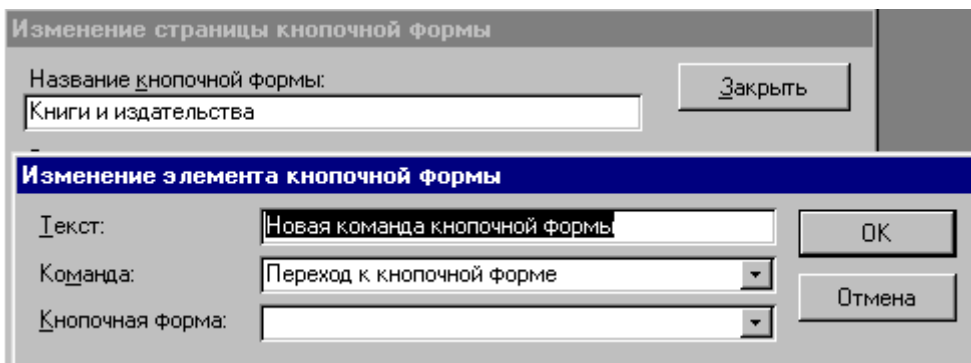 Изменение страницы кнопочной формы
Название кнопочной формы:
Закрыть
Книги и издательства
Изменение элемента кнопочной формы
Текст:
Новая команда кнопочной формы
OK
Команда:
Переход к кнопочной форме
Отмена
Кнопочная форма: